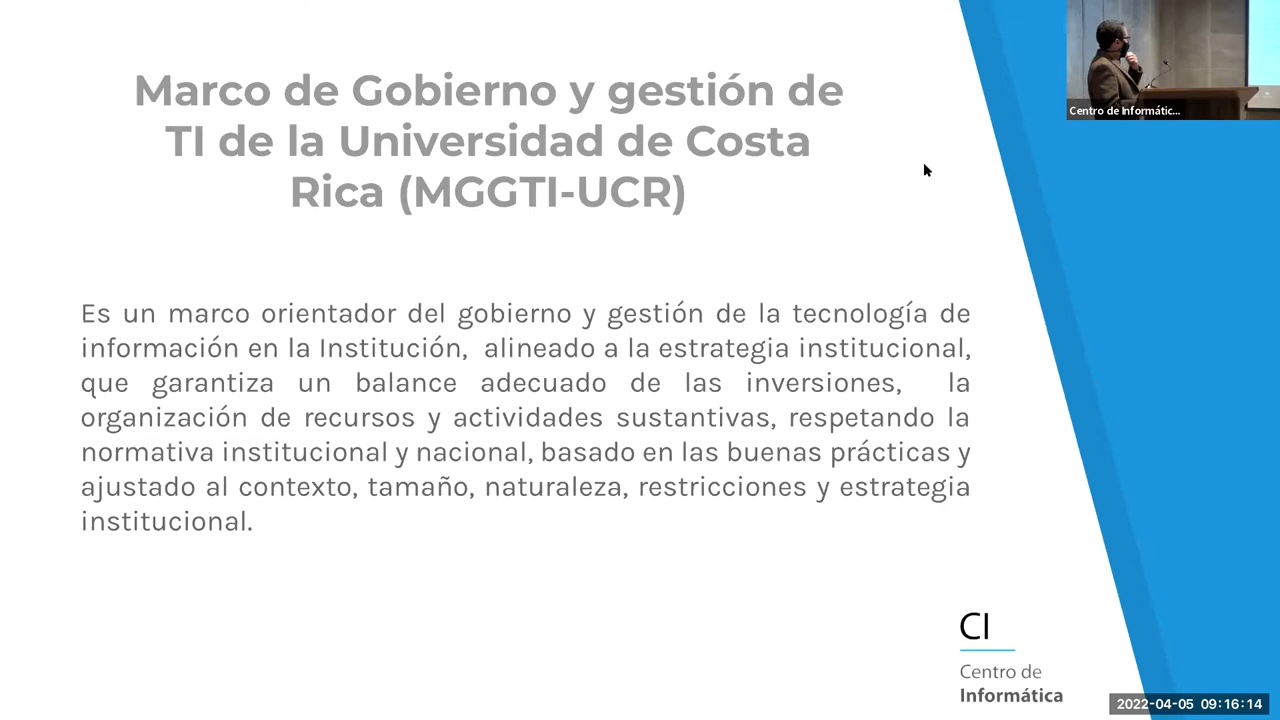 Marco de Gobierno y gestión de
TI de la Universidad de Costa
Rica (MGGTI-UCR)
Centro de Informátic...
Es un marco orientador del gobierno y gestión de la tecnología de
información en la Institución, alineado a la estrategia institucional,
que garantiza un balance adecuado de las inversiones, la
organización de recursos y actividades sustantivas, respetando la
normativa institucional y nacional, basado en las buenas prácticas y
ajustado al contexto, tamaño, naturaleza, restricciones y estrategia
institucional.
CI
Centro de
Informática
2022-04-05 09:16:14